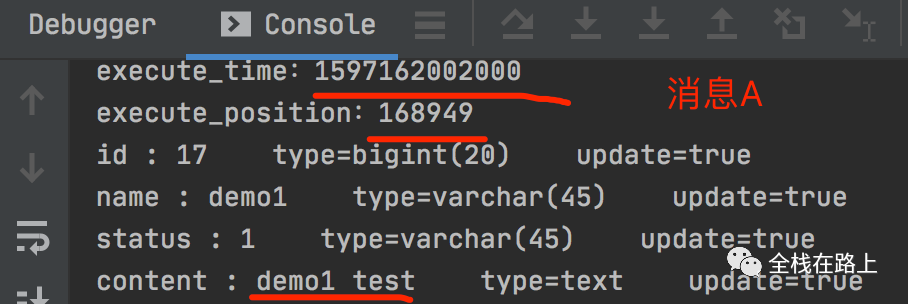 Debugger Console
execute_time: 1597162002000
消息A
execute_position: 168949
id : 17 type=bigint(20) update=true
name : demo1 type=varchar(45) update=true
status : 1 type=varchar(45) update=true
content : demo1 test type=text update=true
全栈在路上